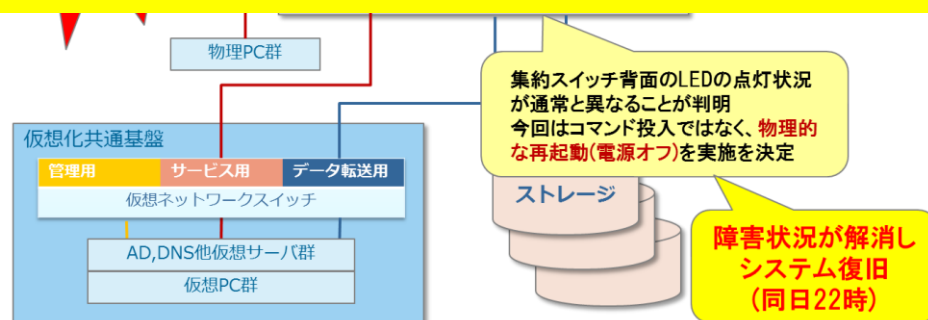 物理PC群
集約スイッチ背面のLEDの点灯状況
が通常と異なることが判明
今回はコマンド投入ではなく、物理的
な再起動(電源オフ)を実施を決定
仮想化共通基盤
管理用
サービス用
データ転送用
仮想ネットワークスイッチ
ストレージ
AD,DNS他仮想サーバ群
仮想PC群
障害状況が解消し
システム復旧
(同日22時)